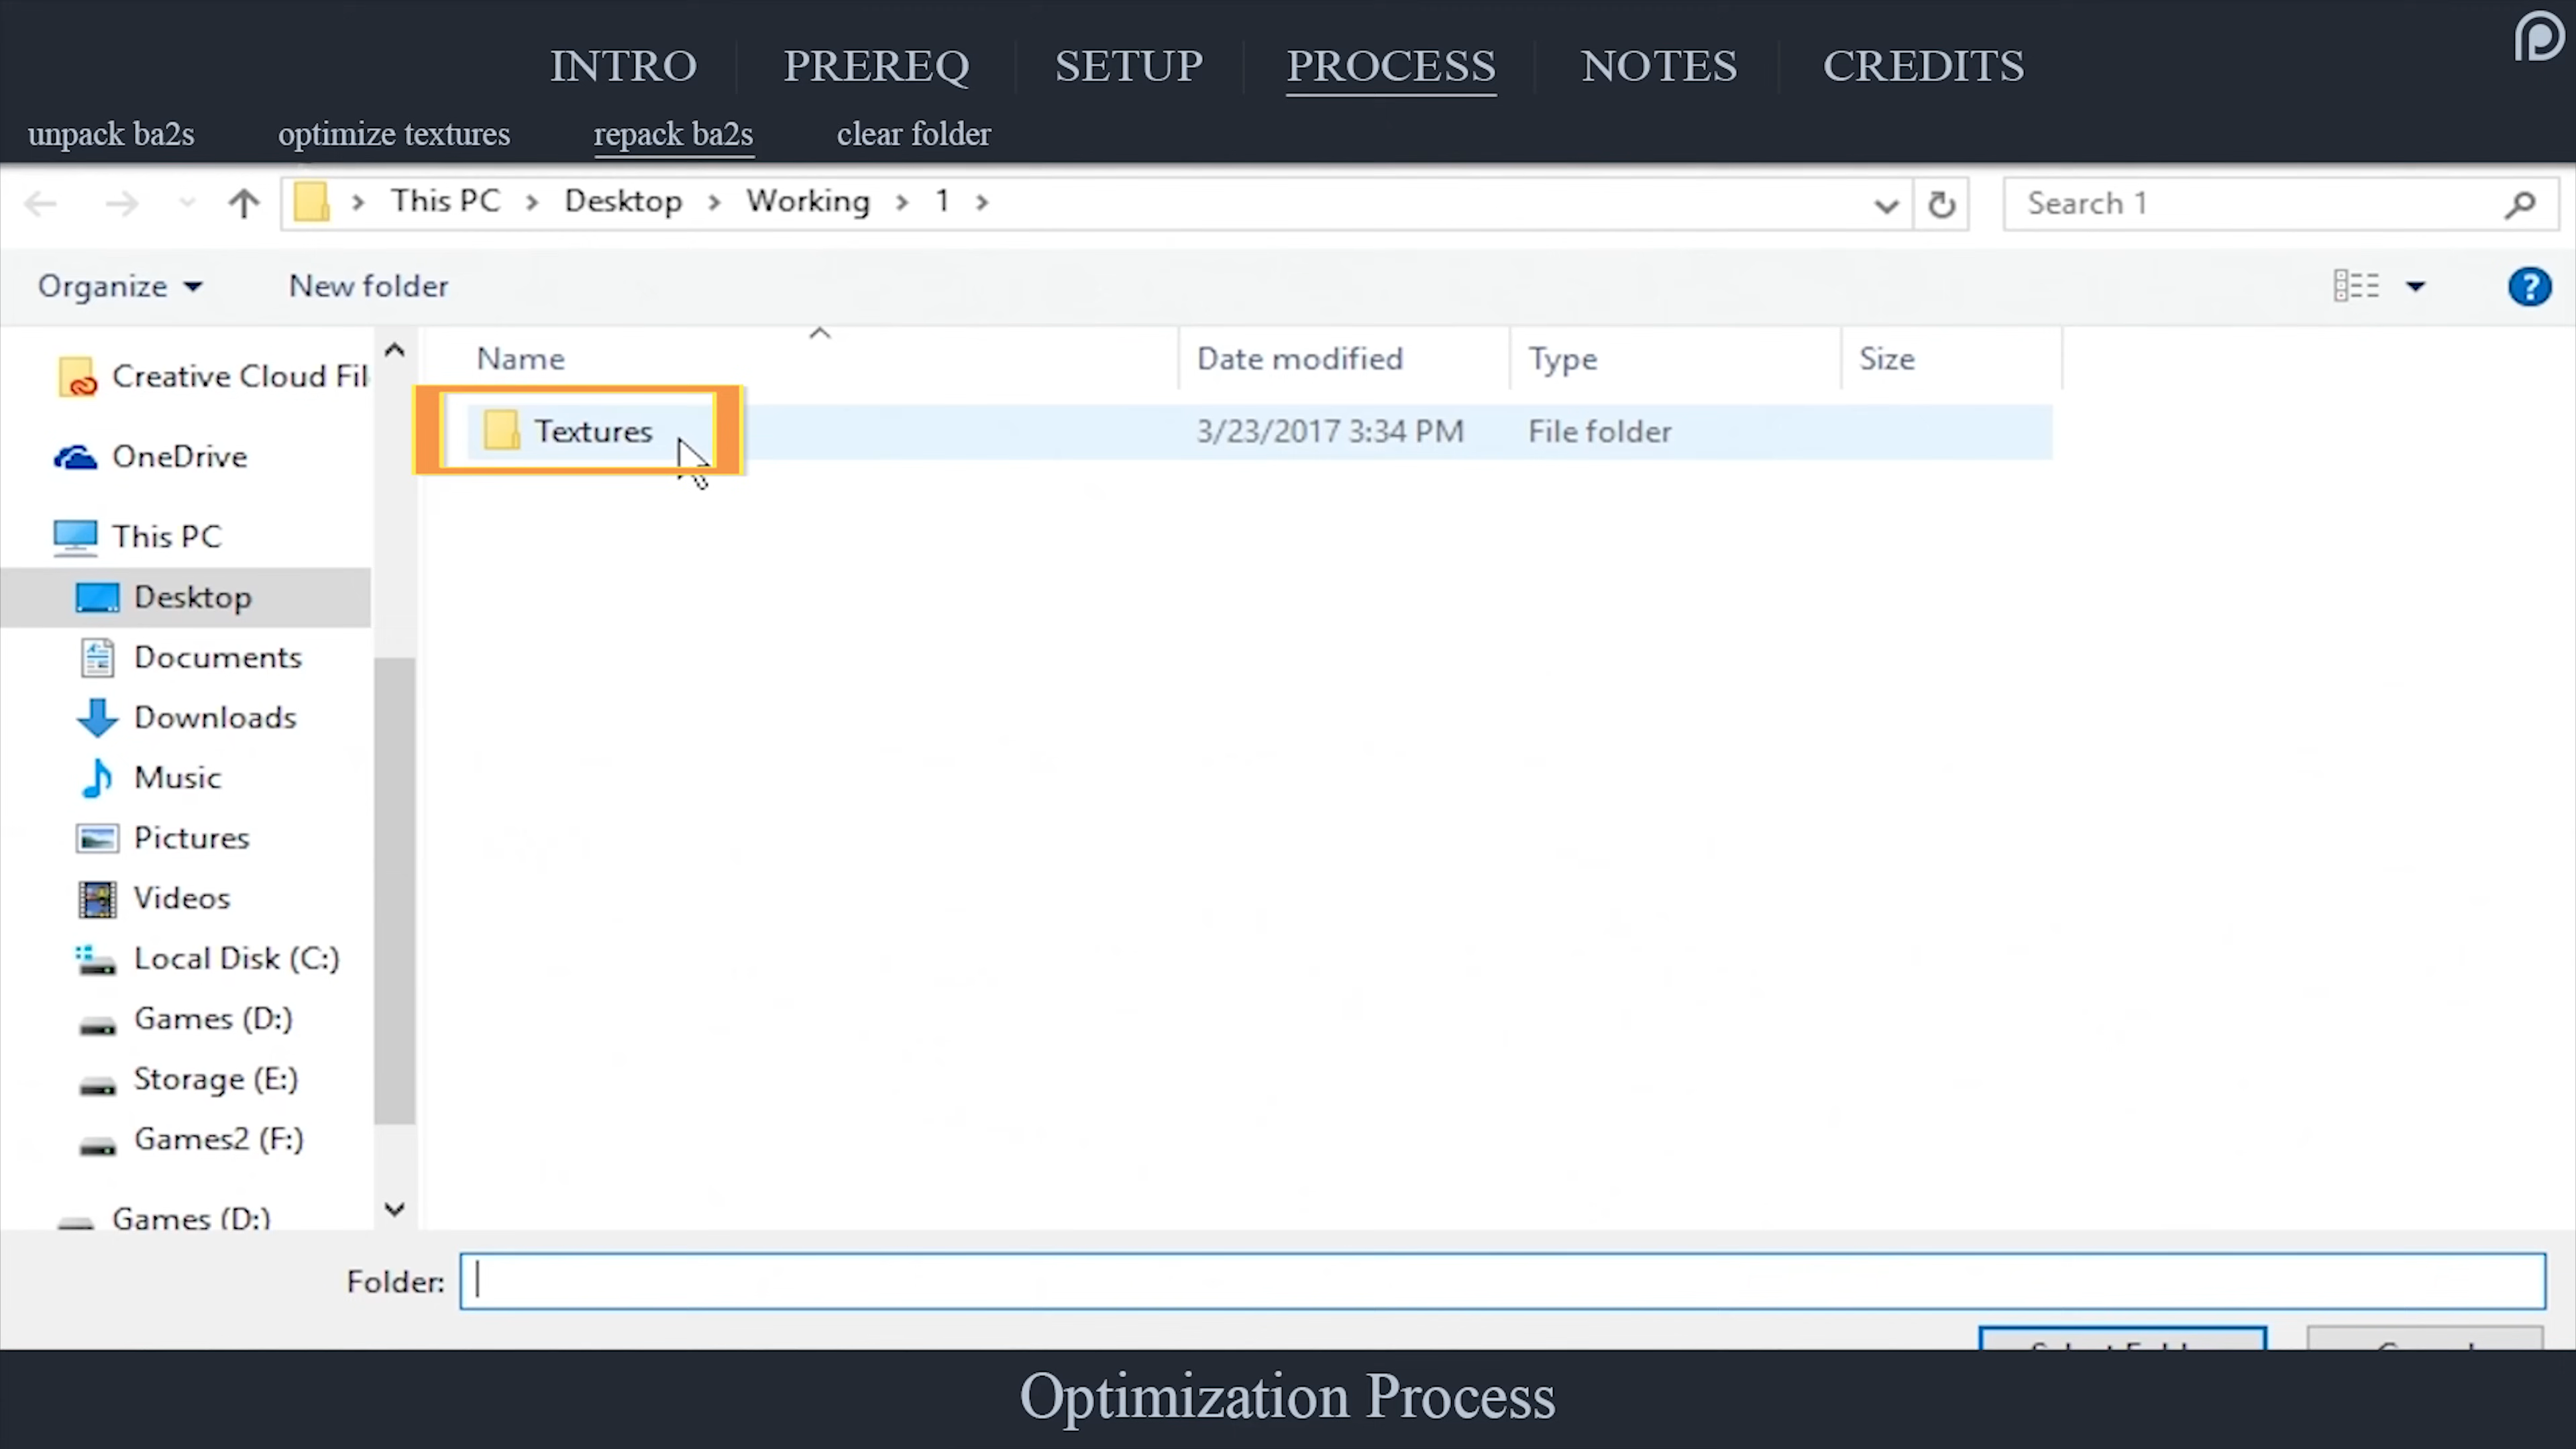 INTRO PREREQ SETUP PROCESS NOTES CREDITS
unpack ba2s optimize textures repack ba2s clear folder
This PC Desktop Working 1 Search 1
Organize New folder
Name Date modified Type Size
Textures 3/23/2017 3:34 PM File folder
Creative Cloud Fil
OneDrive
This PC
Desktop
Documents
Downloads
Music
Pictures
Videos
Local Disk (C:)
Games (D:)
Storage (E:)
Games2 (F:)
Games (D:)
Folder:
Optimization Process